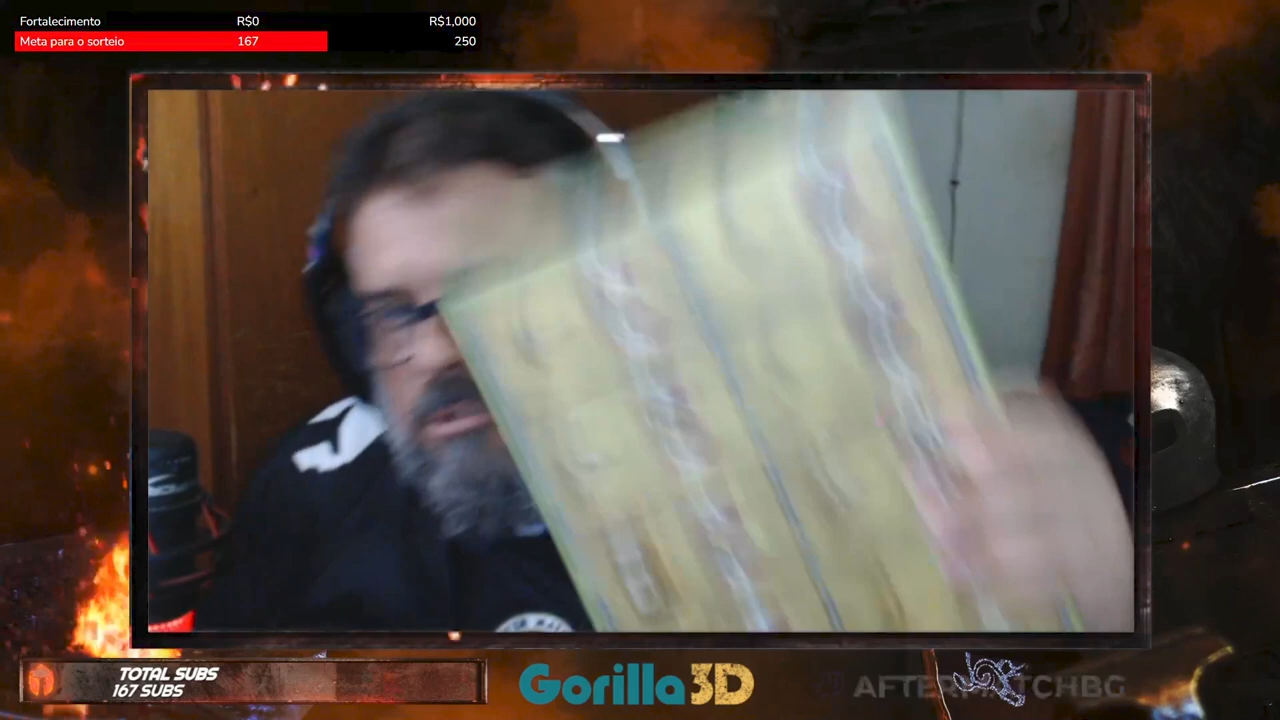 Fortalecimento R$0 R$1,000
Meta para o sorteio 167 250
TOTAL SUBS
167 SUBS
Gorilla3D
AFTERMATCHBG